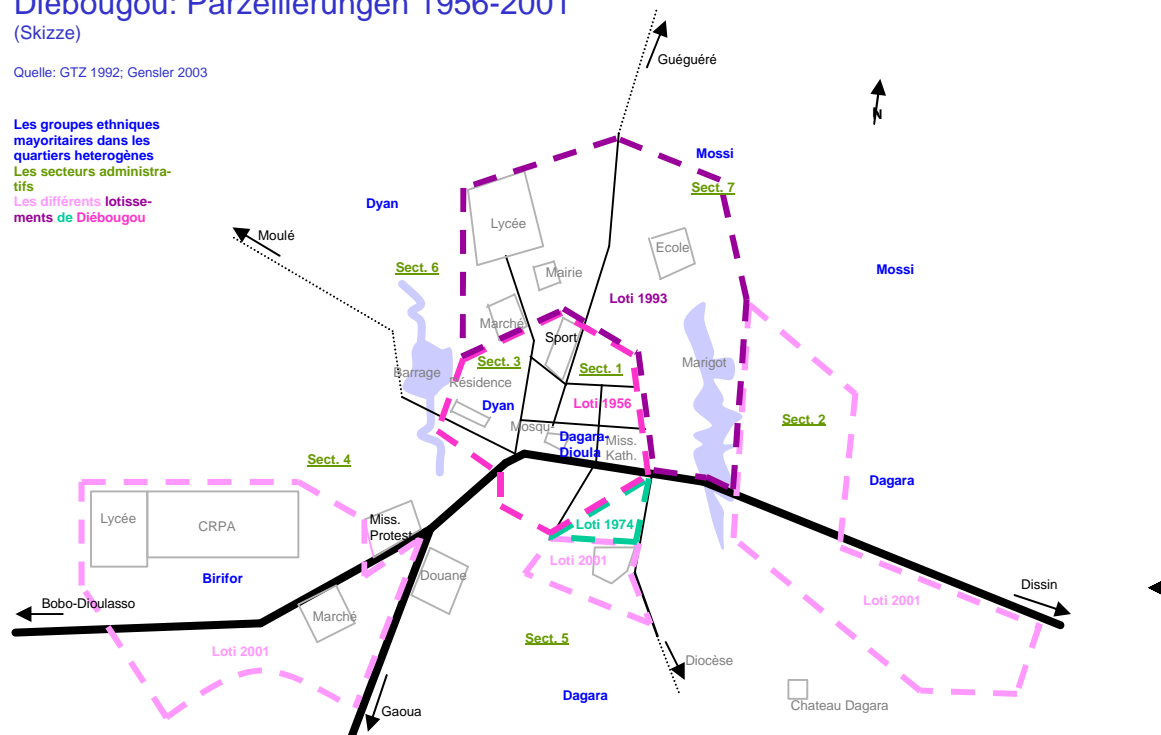 Diébougou: Parzellierungen 1956-2001
(Skizze)
Quelle: GTZ 1992; Gensler 2003
Les groupes ethniques
mayoritaires dans les
quartiers heterogènes
Les secteurs administra-
tifs
Les différents lotisse-
ments de Diébougou
Guéguéré
N
Mossi
Sect. 7
Dyan
Lycée
Moulé
Ecole
Sect. 6
Mairie
Mossi
Loti 1993
Marché
Sport
Sect. 3
Sect. 1
Marigot
Barrage
Résidence
Dyan
Loti 1956
Sect. 2
Mosqu-
Dagara-
Dioula
Miss.
Kath.
Sect. 4
Dagara
Lycée
CRPA
Miss.
Protest
Loti 1974
Loti 2001
Birifor
Douane
Dissin
Bobo-Dioulasso
Marché
Loti 2001
Sect. 5
Loti 2001
Diocèse
Dagara
Chateau Dagara
Gaoua